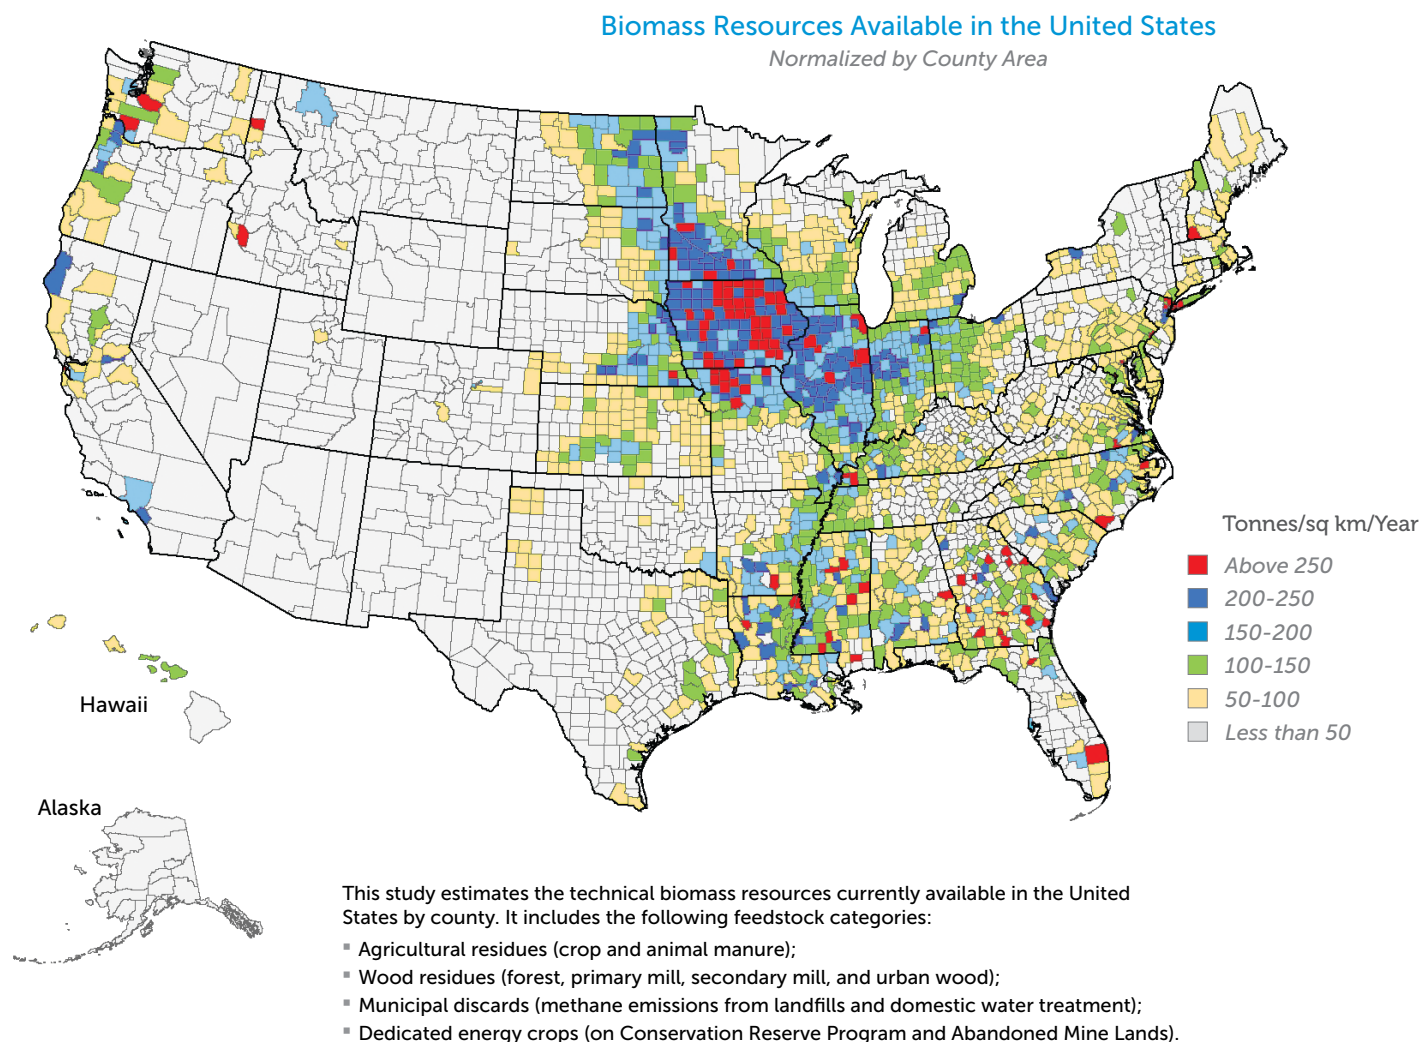 Biomass Resources Available in the United States
Normalized by County Area
Tonnes/sq km/Year
Above 250
200-250
150-200
100-150
50-100
Less than 50
Hawaii
Alaska
This study estimates the technical biomass resources currently available in the United
States by county. It includes the following feedstock categories:
▪ Agricultural residues (crop and animal manure);
▪ Wood residues (forest, primary mill, secondary mill, and urban wood);
▪ Municipal discards (methane emissions from landfills and domestic water treatment);
▪ Dedicated energy crops (on Conservation Reserve Program and Abandoned Mine Lands).